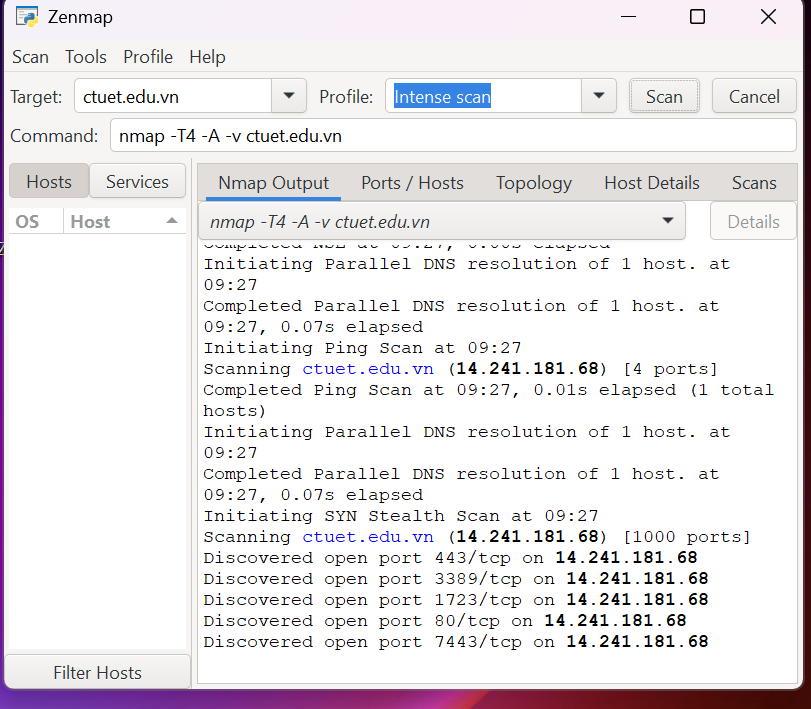 Zenmap
Scan Tools Profile Help
Target: ctuet.edu.vn Profile: Intense scan Scan Cancel
Command: nmap -T4 -A -v ctuet.edu.vn
Hosts Services
OS Host
Filter Hosts
Nmap Output Ports / Hosts Topology Host Details Scans
nmap -T4 -A -v ctuet.edu.vn Details
Completed NSE at 09:27, 0.00s elapsed
Initiating Parallel DNS resolution of 1 host. at
09:27
Completed Parallel DNS resolution of 1 host. at
09:27, 0.07s elapsed
Initiating Ping Scan at 09:27
Scanning ctuet.edu.vn (14.241.181.68) [4 ports]
Completed Ping Scan at 09:27, 0.01s elapsed (1 total
hosts)
Initiating Parallel DNS resolution of 1 host. at
09:27
Completed Parallel DNS resolution of 1 host. at
09:27, 0.07s elapsed
Initiating SYN Stealth Scan at 09:27
Scanning ctuet.edu.vn (14.241.181.68) [1000 ports]
Discovered open port 443/tcp on 14.241.181.68
Discovered open port 3389/tcp on 14.241.181.68
Discovered open port 1723/tcp on 14.241.181.68
Discovered open port 80/tcp on 14.241.181.68
Discovered open port 7443/tcp on 14.241.181.68